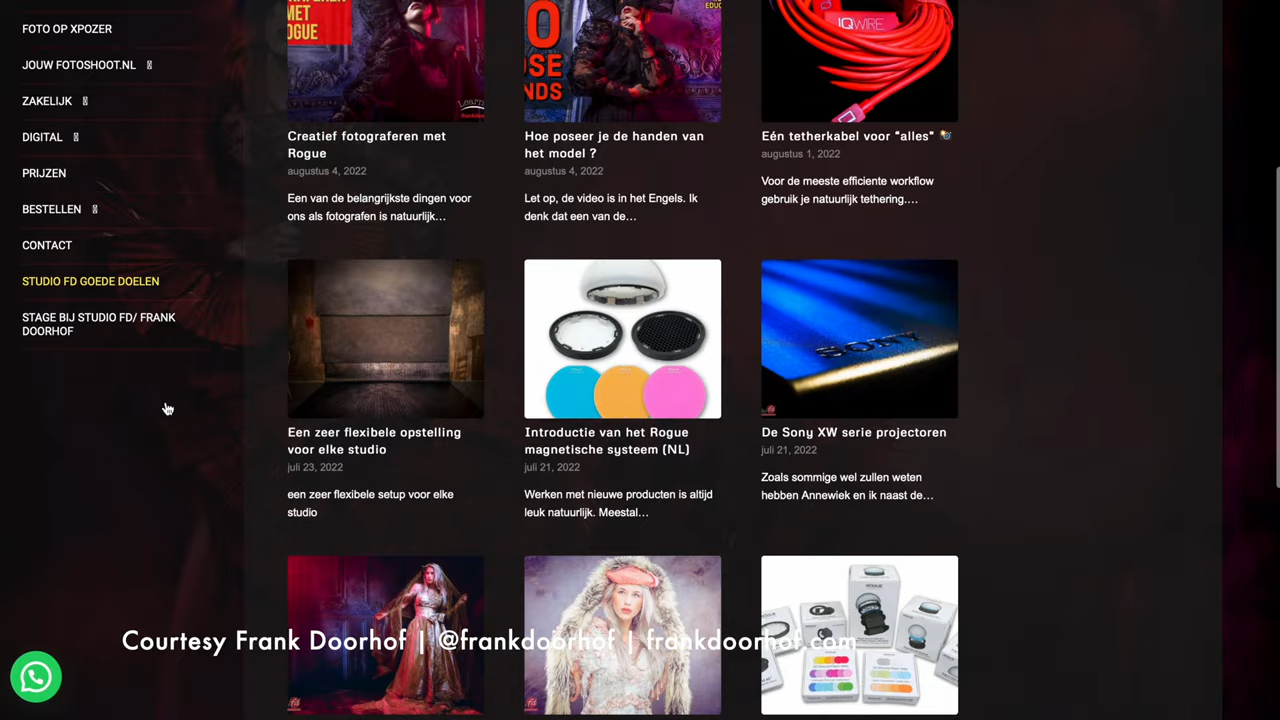 FOTO OP XPOZER
JOUW FOTOSHOOT.NL
ZAKELIJK
DIGITAL
PRIJZEN
BESTELLEN
CONTACT
STUDIO FD GOEDE DOELEN
STAGE BIJ STUDIO FD/ FRANK
DOORHOF
MET
OGUE
EDUC
O
OSE
NDS
IQWIRE
Creatief fotograferen met
Rogue
augustus 4, 2022
Een van de belangrijkste dingen voor
ons als fotografen is natuurlijk…
Hoe poseer je de handen van
het model ?
augustus 4, 2022
Let op, de video is in het Engels. Ik
denk dat een van de…
Eén tetherkabel voor “alles”
augustus 1, 2022
Voor de meeste efficiente workflow
gebruik je natuurlijk tethering.…
SONY
Een zeer flexibele opstelling
voor elke studio
juli 23, 2022
een zeer flexibele setup voor elke
studio
Introductie van het Rogue
magnetische systeem (NL)
juli 21, 2022
Werken met nieuwe producten is altijd
leuk natuurlijk. Meestal…
De Sony XW serie projectoren
juli 21, 2022
Zoals sommige wel zullen weten
hebben Annewiek en ik naast de…
Courtesy Frank Doorhof | @frankdoorhof | frankdoorhof.com